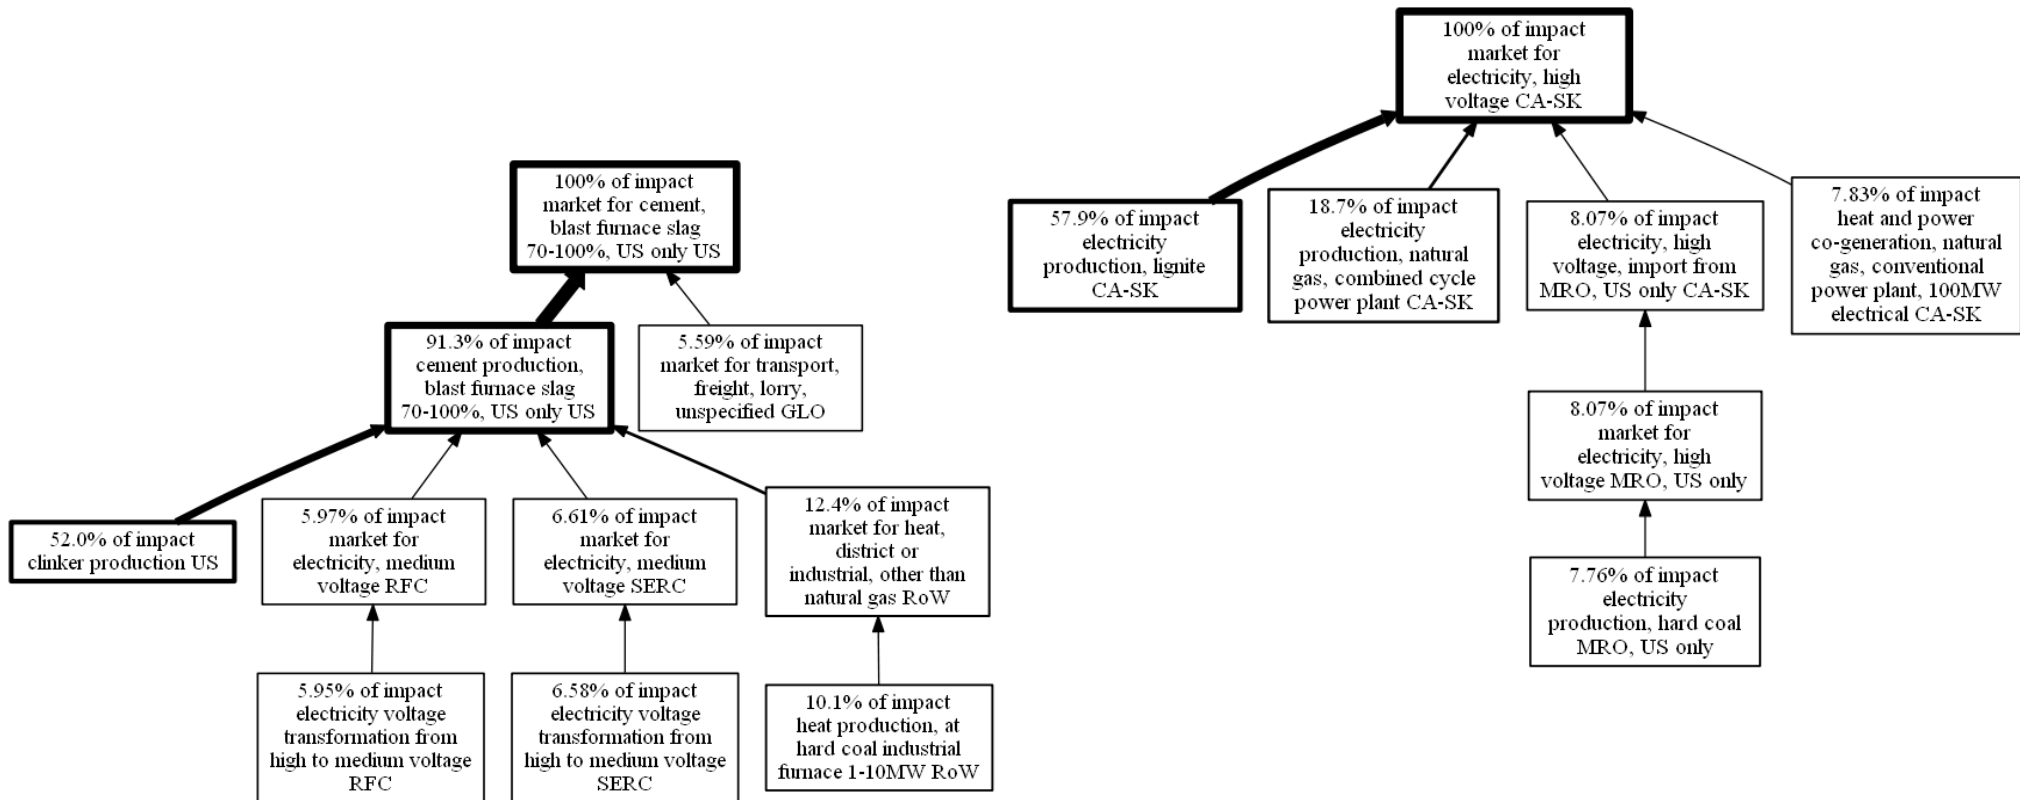 100% of impact
market for cement,
blast furnace slag
70-100%, US only US
91.3% of impact
cement production,
blast furnace slag
70-100%, US only US
5.59% of impact
market for transport,
freight, lorry,
unspecified GLO
52.0% of impact
clinker production US
5.97% of impact
market for
electricity, medium
voltage RFC
6.61% of impact
market for
electricity, medium
voltage SERC
12.4% of impact
market for heat,
district or
industrial, other than
natural gas RoW
5.95% of impact
electricity voltage
transformation from
high to medium voltage
RFC
6.58% of impact
electricity voltage
transformation from
high to medium voltage
SERC
10.1% of impact
heat production, at
hard coal industrial
furnace 1-10MW RoW
100% of impact
market for
electricity, high
voltage CA-SK
57.9% of impact
electricity
production, lignite
CA-SK
18.7% of impact
electricity
production, natural
gas, combined cycle
power plant CA-SK
8.07% of impact
electricity, high
voltage, import from
MRO, US only CA-SK
7.83% of impact
heat and power
co-generation, natural
gas, conventional
power plant, 100MW
electrical CA-SK
8.07% of impact
market for
electricity, high
voltage MRO, US only
7.76% of impact
electricity
production, hard coal
MRO, US only